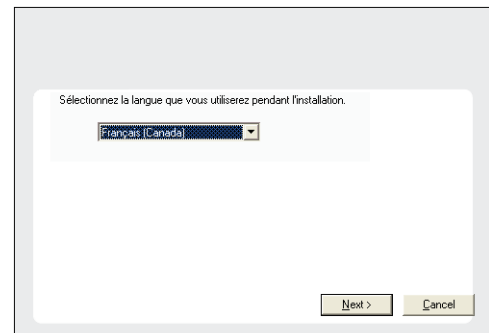 Sélectionnez la langue que vous utiliserez pendant l'installation.
Français (Canada)
Next >
Cancel